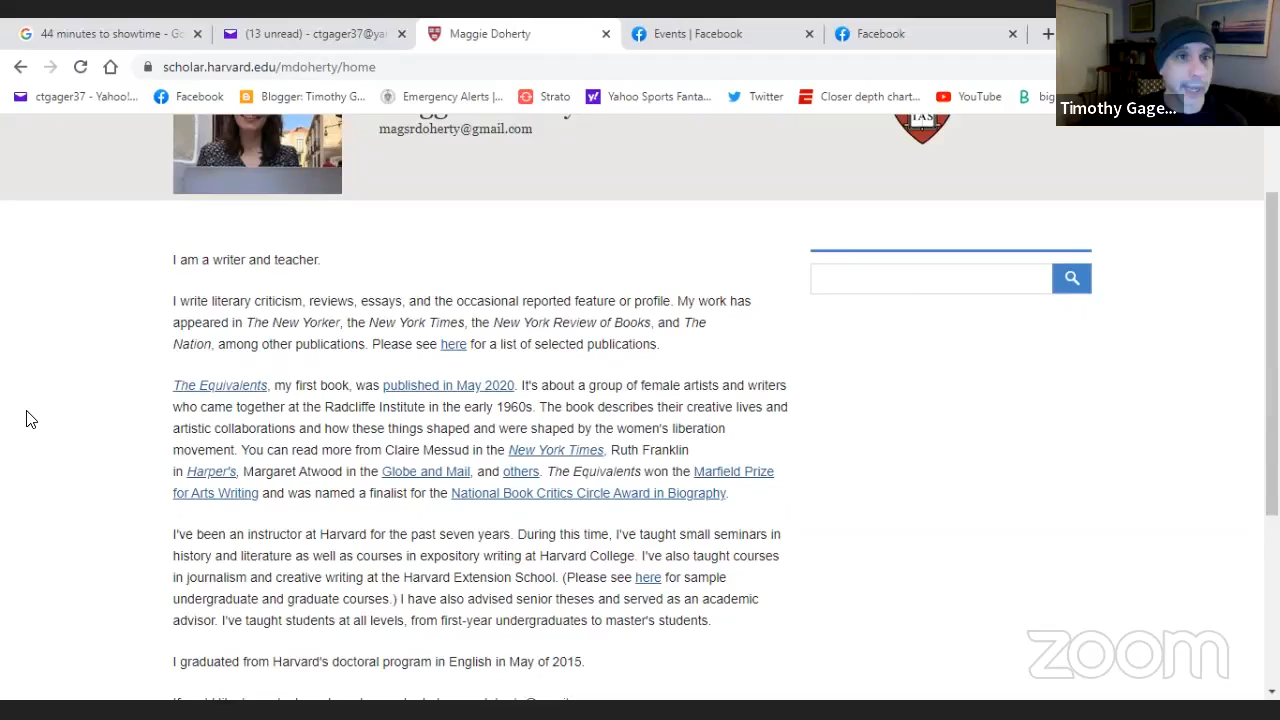 44 minutes to showtime - Go
(13 unread) - ctgager37@ya
Maggie Doherty
Events | Facebook
Facebook
scholar.harvard.edu/mdoherty/home
ctgager37 - Yahoo!...
Facebook
Blogger: Timothy G...
Emergency Alerts |...
Strato
Yahoo Sports Fanta...
Twitter
Closer depth chart...
YouTube
big
Timothy Gage...
magsrdoherty@gmail.com
I am a writer and teacher.
I write literary criticism, reviews, essays, and the occasional reported feature or profile. My work has
appeared in The New Yorker, the New York Times, the New York Review of Books, and The
Nation, among other publications. Please see here for a list of selected publications.
The Equivalents, my first book, was published in May 2020. It's about a group of female artists and writers
who came together at the Radcliffe Institute in the early 1960s. The book describes their creative lives and
artistic collaborations and how these things shaped and were shaped by the women's liberation
movement. You can read more from Claire Messud in the New York Times, Ruth Franklin
in Harper's, Margaret Atwood in the Globe and Mail, and others. The Equivalents won the Marfield Prize
for Arts Writing and was named a finalist for the National Book Critics Circle Award in Biography.
I've been an instructor at Harvard for the past seven years. During this time, I've taught small seminars in
history and literature as well as courses in expository writing at Harvard College. I've also taught courses
in journalism and creative writing at the Harvard Extension School. (Please see here for sample
undergraduate and graduate courses.) I have also advised senior theses and served as an academic
advisor. I've taught students at all levels, from first-year undergraduates to master's students.
I graduated from Harvard's doctoral program in English in May of 2015.
zoom